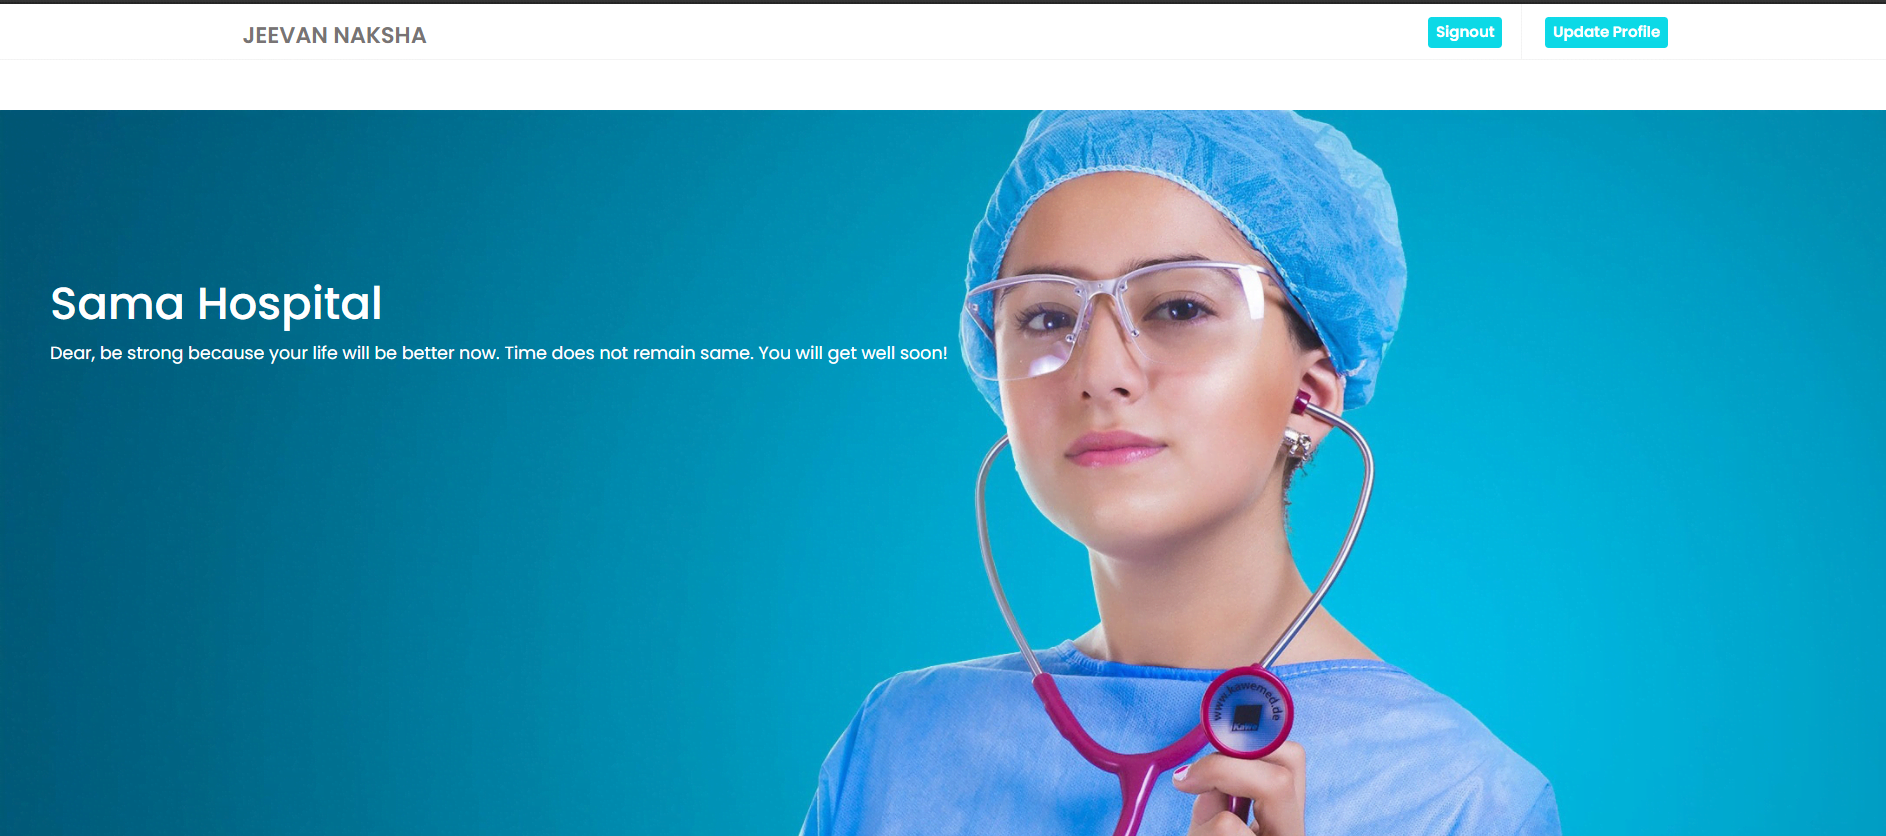 JEEVAN NAKSHA
Signout
Update Profile
Sama Hospital
Dear, be strong because your life will be better now. Time does not remain same. You will get well soon!
www.kawemed.de